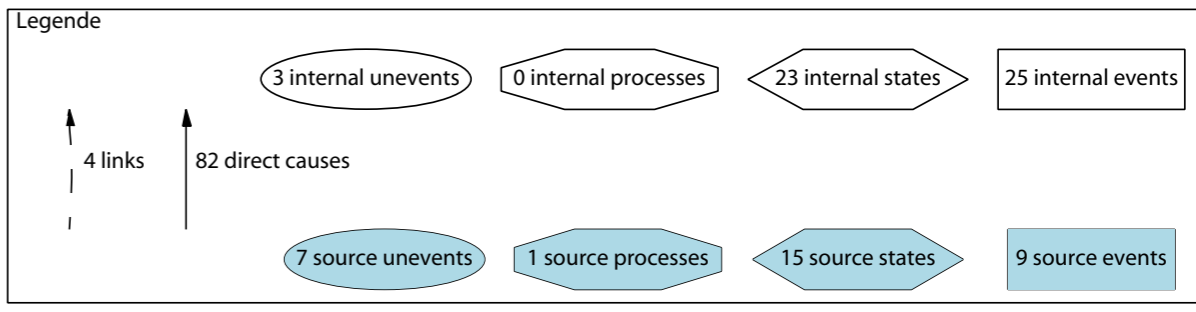 Legende
3 internal unevents
0 internal processes
23 internal states
25 internal events
4 links
82 direct causes
7 source unevents
1 source processes
15 source states
9 source events